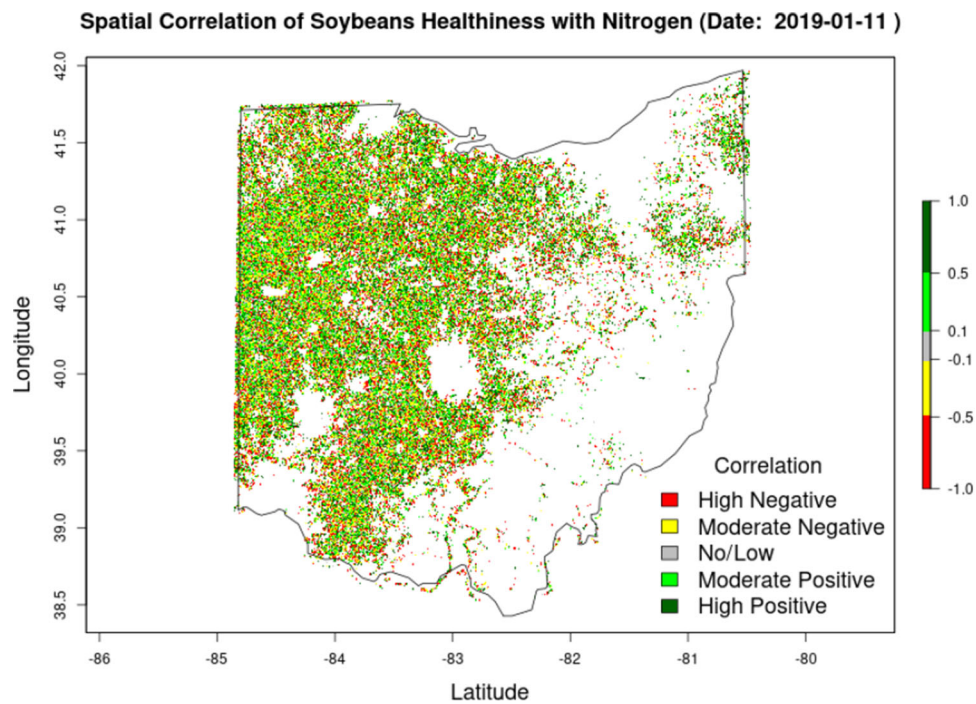 Spatial Correlation of Soybeans Healthiness with Nitrogen (Date:  2019-01-11 )
42.0
41.5
41.0
40.5
40.0
39.5
39.0
38.5
Longitude
-86
-85
-84
-83
-82
-81
-80
Latitude
Correlation
High Negative
Moderate Negative
No/Low
Moderate Positive
High Positive
1.0
0.5
0.1
-0.1
-0.5
-1.0